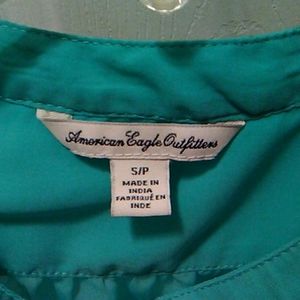 American Eagle Outfitters
S/P
MADE IN
INDIA
FABRIQUÉ EN
INDE